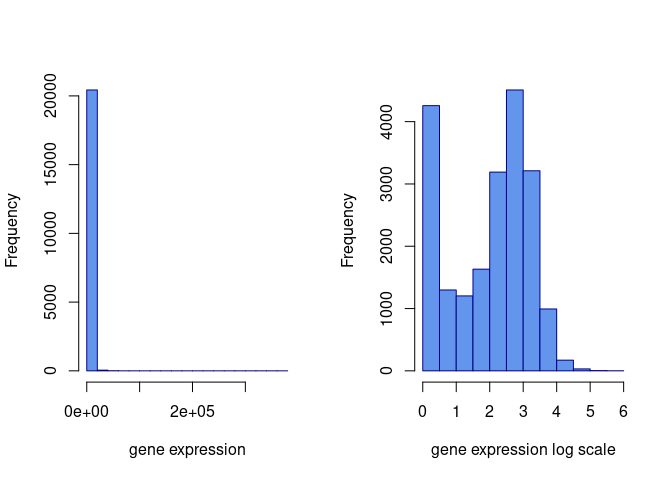 Frequency
20000
15000
10000
5000
0
0e+00 2e+05
gene expression
Frequency
4000
3000
2000
1000
0
0 1 2 3 4 5 6
gene expression log scale